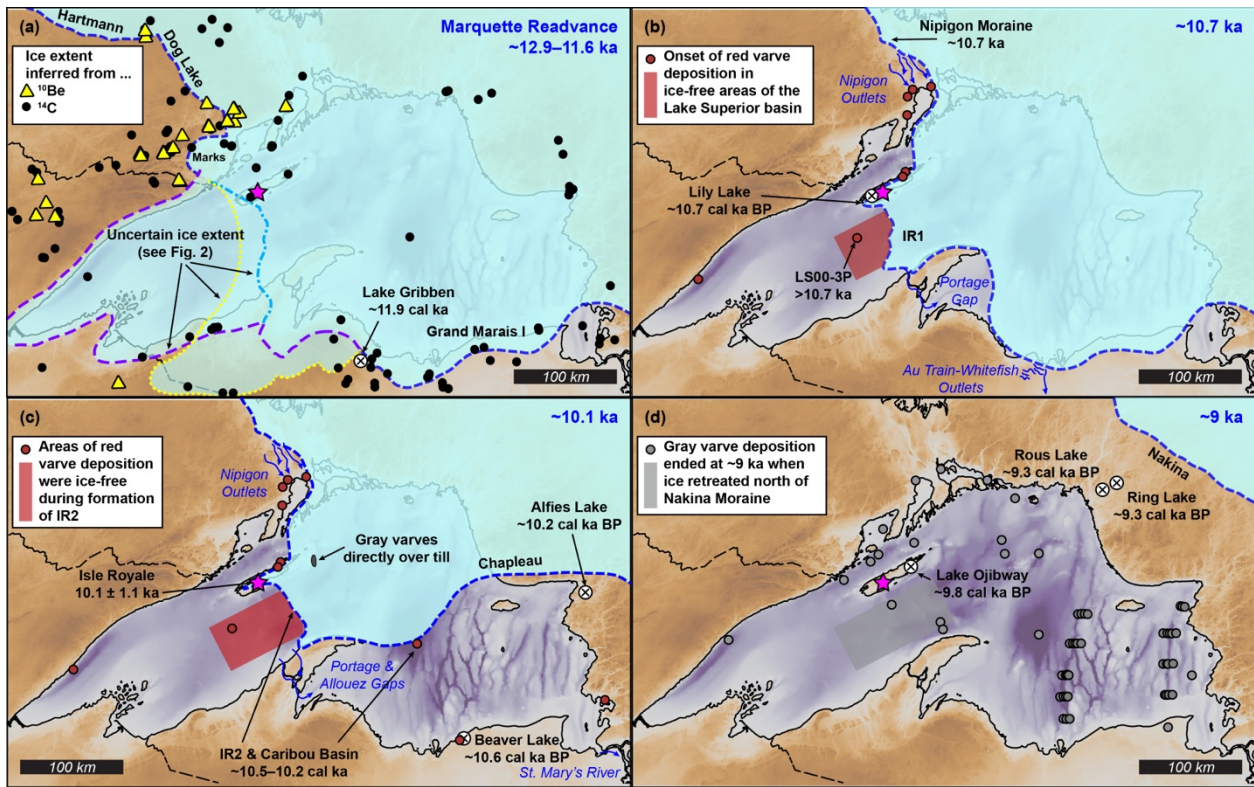 (a)
Hartmann
Dog Lake
Marquette Readvance
~12.9–11.6 ka
Ice extent
inferred from ...
¹⁰Be
¹⁴C
Marks
Uncertain ice extent
(see Fig. 2)
Lake Gribben
~11.9 cal ka
Grand Marais I
100 km
(b)
~10.7 ka
Nipigon Moraine
~10.7 ka
Onset of red varve
deposition in
ice-free areas of the
Lake Superior basin
Nipigon
Outlets
Lily Lake
~10.7 cal ka BP
IR1
LS00-3P
>10.7 ka
Portage
Gap
Au Train-Whitefish
Outlets
100 km
(c)
~10.1 ka
Areas of red
varve deposition
were ice-free
during formation
of IR2
Nipigon
Outlets
Alfies Lake
~10.2 cal ka BP
Gray varves
directly over till
Chapleau
Isle Royale
10.1 ± 1.1 ka
Portage &
Allouez Gaps
IR2 & Caribou Basin
~10.5–10.2 cal ka
Beaver Lake
~10.6 cal ka BP
St. Mary's River
100 km
(d)
~9 ka
Gray varve deposition
ended at ~9 ka when
ice retreated north of
Nakina Moraine
Rous Lake
~9.3 cal ka BP
Nakina
Ring Lake
~9.3 cal ka BP
Lake Ojibway
~9.8 cal ka BP
100 km